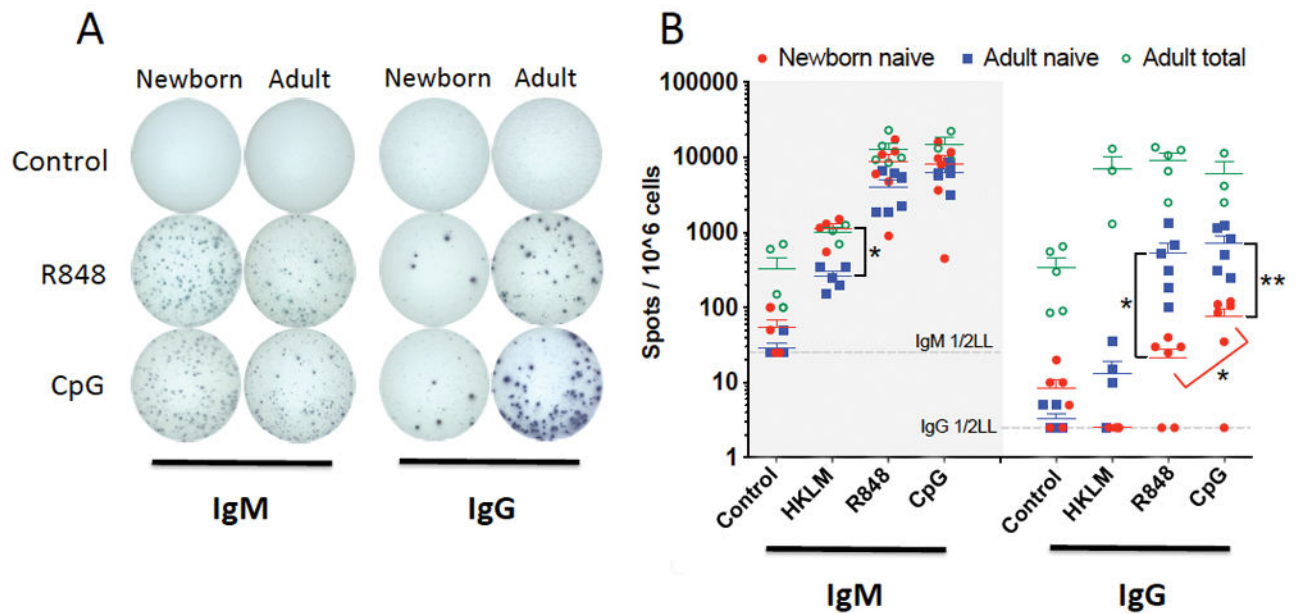 A
Newborn Adult Newborn Adult
Control
R848
CpG
IgM IgG
B
Newborn naive Adult naive Adult total
Spots / 10^6 cells
100000
10000
1000
100
10
1
*
IgM 1/2LL
IgG 1/2LL
*
**
*
Control HKLM R848 CpG Control HKLM R848 CpG
IgM IgG